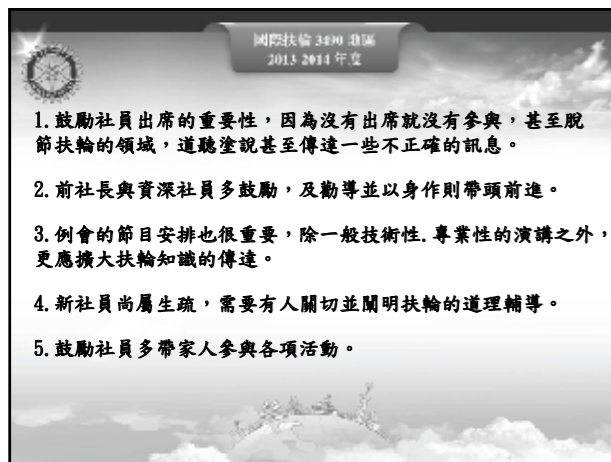 國際扶輪 3490 地區
2013-2014 年度
1. 鼓勵社員出席的重要性，因為沒有出席就沒有參與，甚至脫
節扶輪的領域，道聽塗說甚至傳達一些不正確的訊息。
2. 前社長與資深社員多鼓勵，及勸導並以身作則帶頭前進。
3. 例會的節目安排也很重要，除一般技術性.專業性的演講之外，
更應擴大扶輪知識的傳達。
4. 新社員尚屬生疏，需要有人關切並闡明扶輪的道理輔導。
5. 鼓勵社員多帶家人參與各項活動。